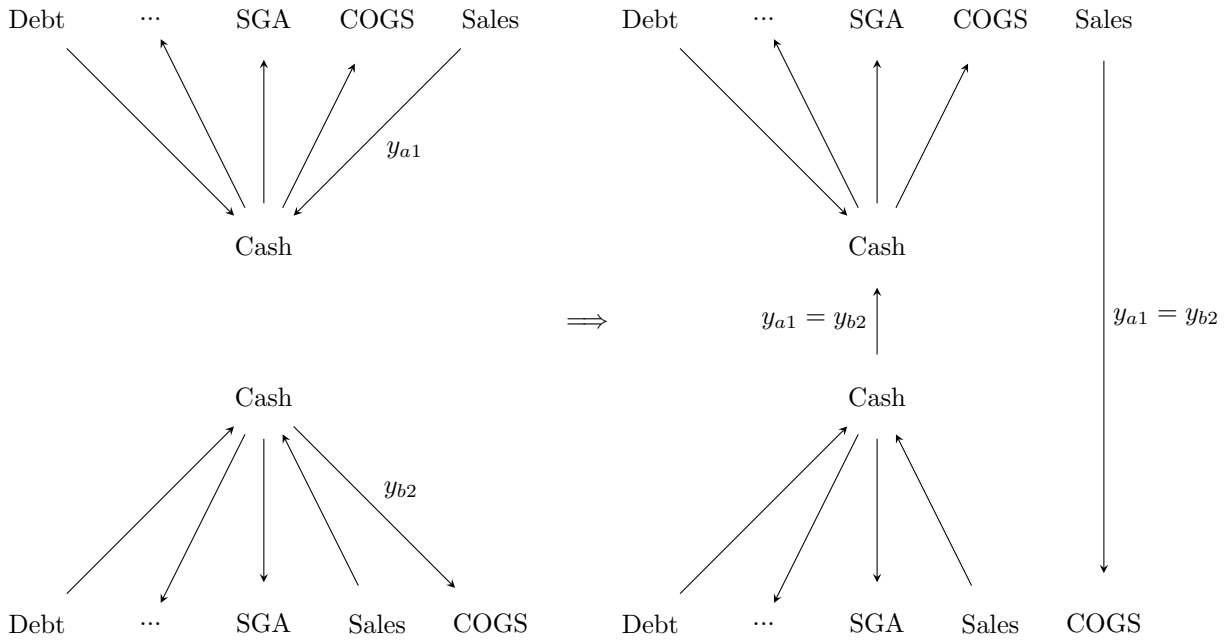 Debt ... SGA COGS Sales Debt ... SGA COGS Sales
y_{a1}
Cash Cash
⟹ y_{a1} = y_{b2} y_{a1} = y_{b2}
Cash Cash
y_{b2}
Debt ... SGA Sales COGS Debt ... SGA Sales COGS